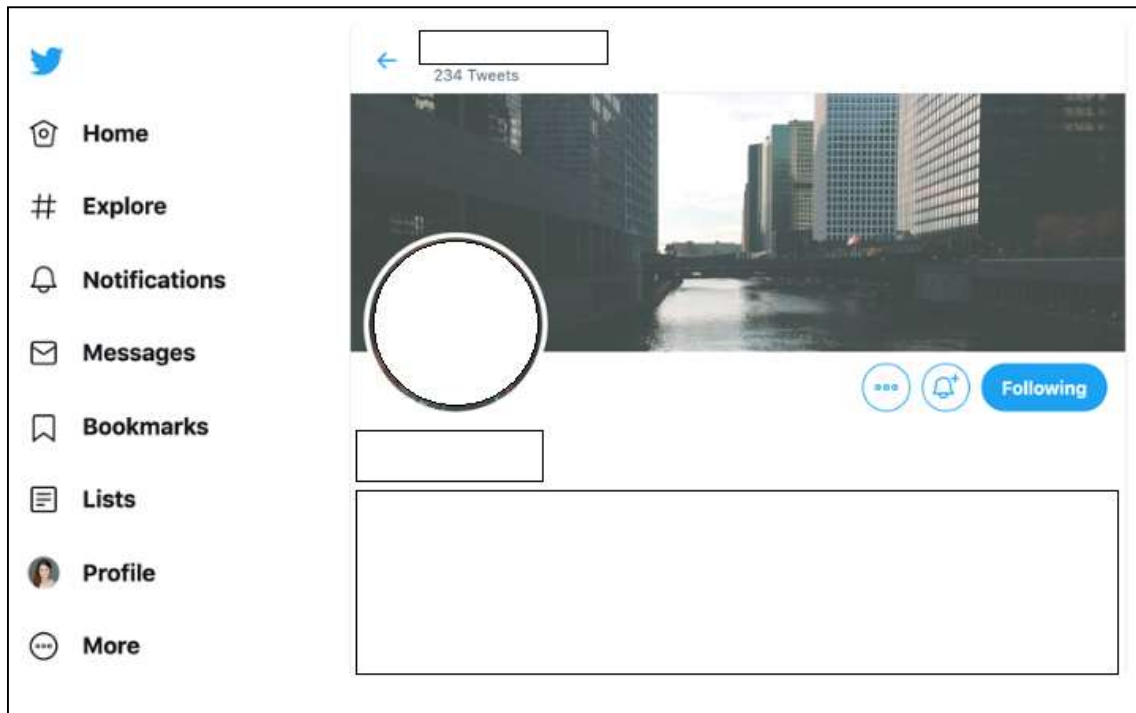 234 Tweets
Home
Explore
Notifications
Messages
Bookmarks
Lists
Profile
More
Following